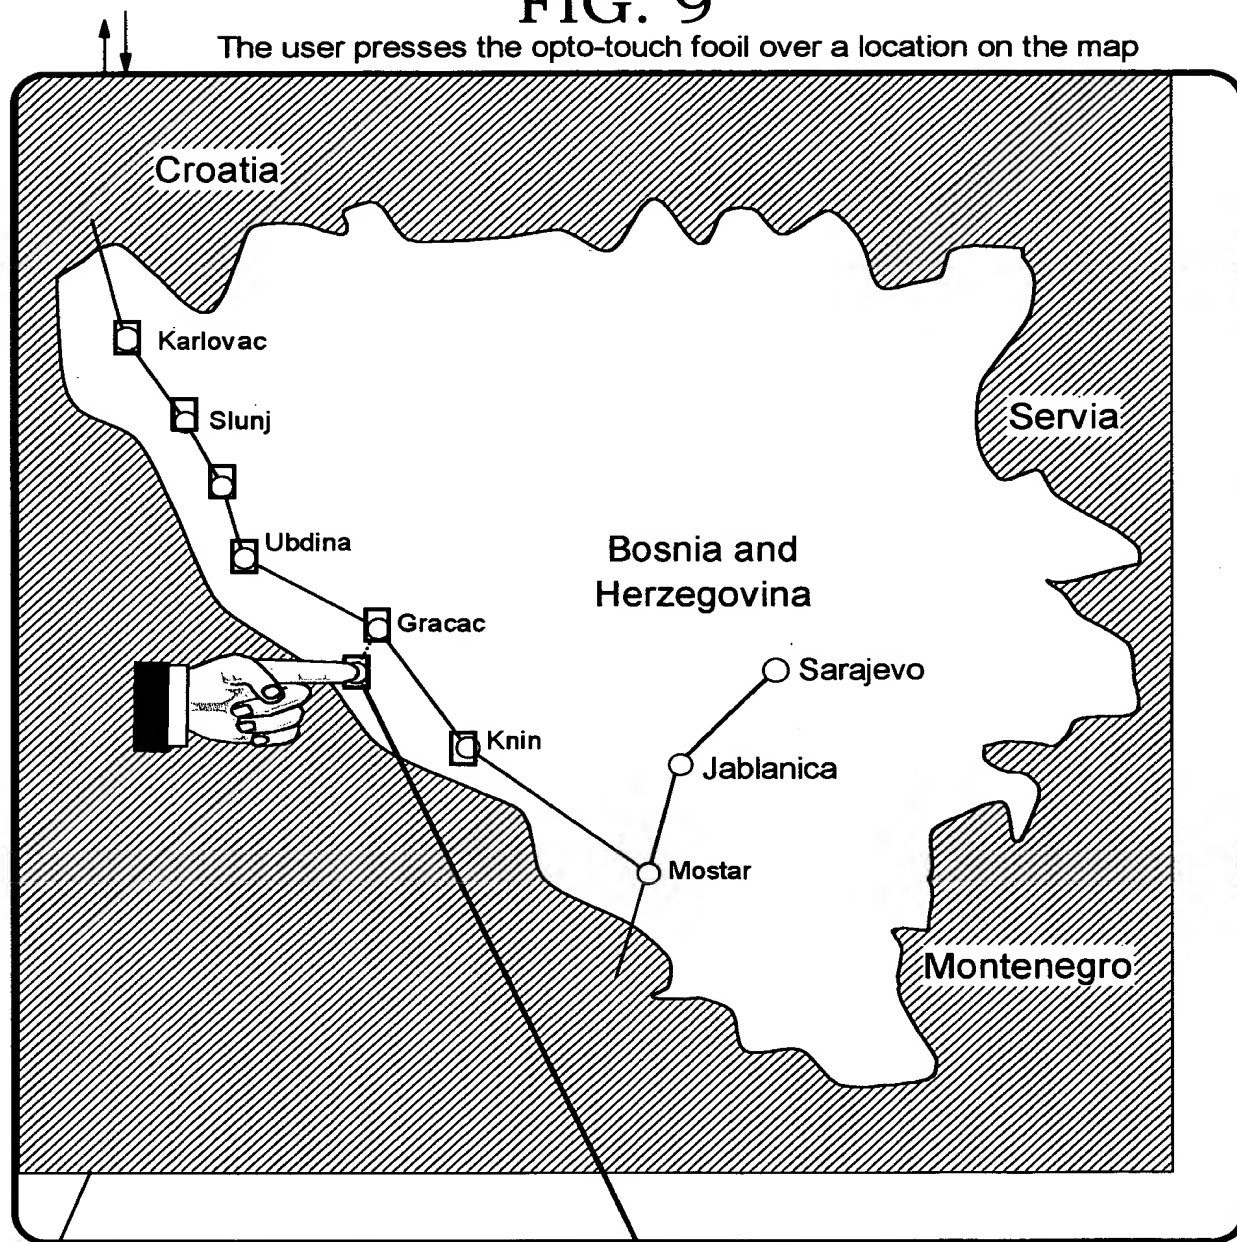 FIG. 9
The user presses the opto-touch fooil over a location on the map
Croatia
Karlovac
Slunj
Servia
Ubdina
Bosnia and
Herzegovina
Gracac
Sarajevo
Knin
Jablanica
Mostar
Montenegro